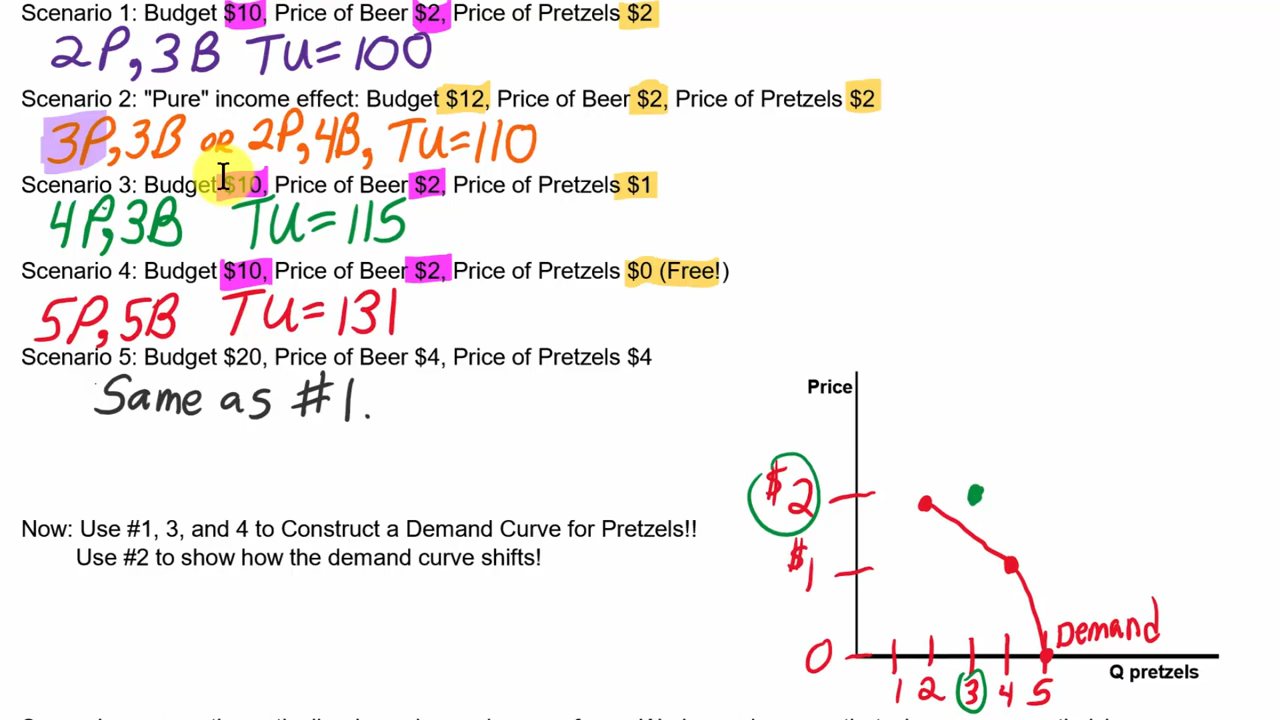 Scenario 1: Budget $10, Price of Beer $2, Price of Pretzels $2
2P, 3B TU=100
Scenario 2: "Pure" income effect: Budget $12, Price of Beer $2, Price of Pretzels $2
3P, 3B OR 2P, 4B, TU=110
Scenario 3: Budget $10, Price of Beer $2, Price of Pretzels $1
4P, 3B TU=115
Scenario 4: Budget $10, Price of Beer $2, Price of Pretzels $0 (Free!)
5P, 5B TU=131
Scenario 5: Budget $20, Price of Beer $4, Price of Pretzels $4
Same as #1.
Now: Use #1, 3, and 4 to Construct a Demand Curve for Pretzels!!
Use #2 to show how the demand curve shifts!
Price
$2
$1
0
Demand
1 2 3 4 5
Q pretzels